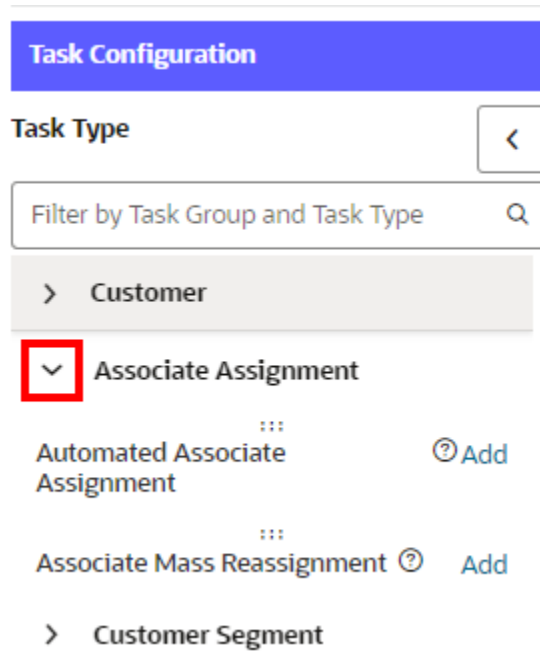 Task Configuration
Task Type
Filter by Task Group and Task Type
Customer
Associate Assignment
Automated Associate Add
Assignment
Associate Mass Reassignment Add
Customer Segment